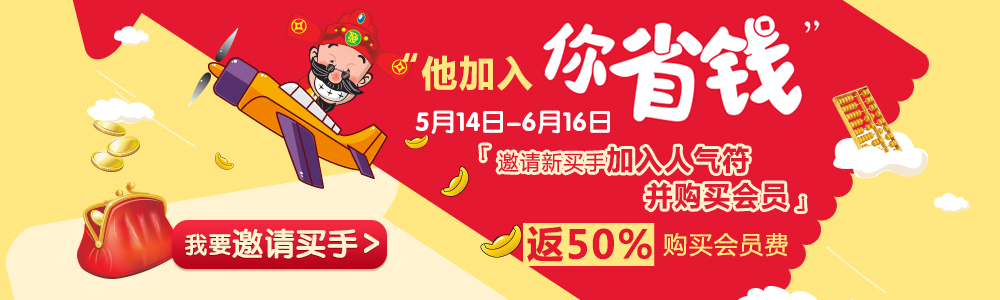 “他加入你省钱”
5月14日-6月16日
「邀请新买手加入人气符
并购买会员」
返50% 购买会员费
我要邀请买手>